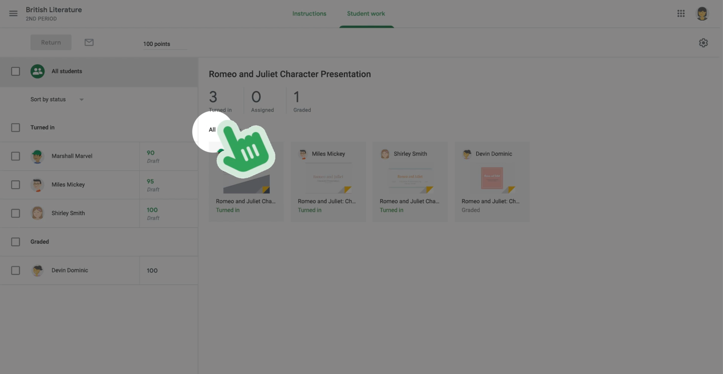 British Literature
2ND PERIOD
Instructions
Student work
Return
100 points
All students
Sort by status
Turned in
Marshall Marvel
90
Draft
Miles Mickey
95
Draft
Shirley Smith
100
Draft
Graded
Devin Dominic
100
Romeo and Juliet Character Presentation
3
Turned in
0
Assigned
1
Graded
All
Miles Mickey
Shirley Smith
Devin Dominic
Romeo and Juliet Cha...
Turned in
Romeo and Juliet: Ch...
Turned in
Romeo and Juliet Cha...
Turned in
Romeo and Juliet: Ch...
Graded